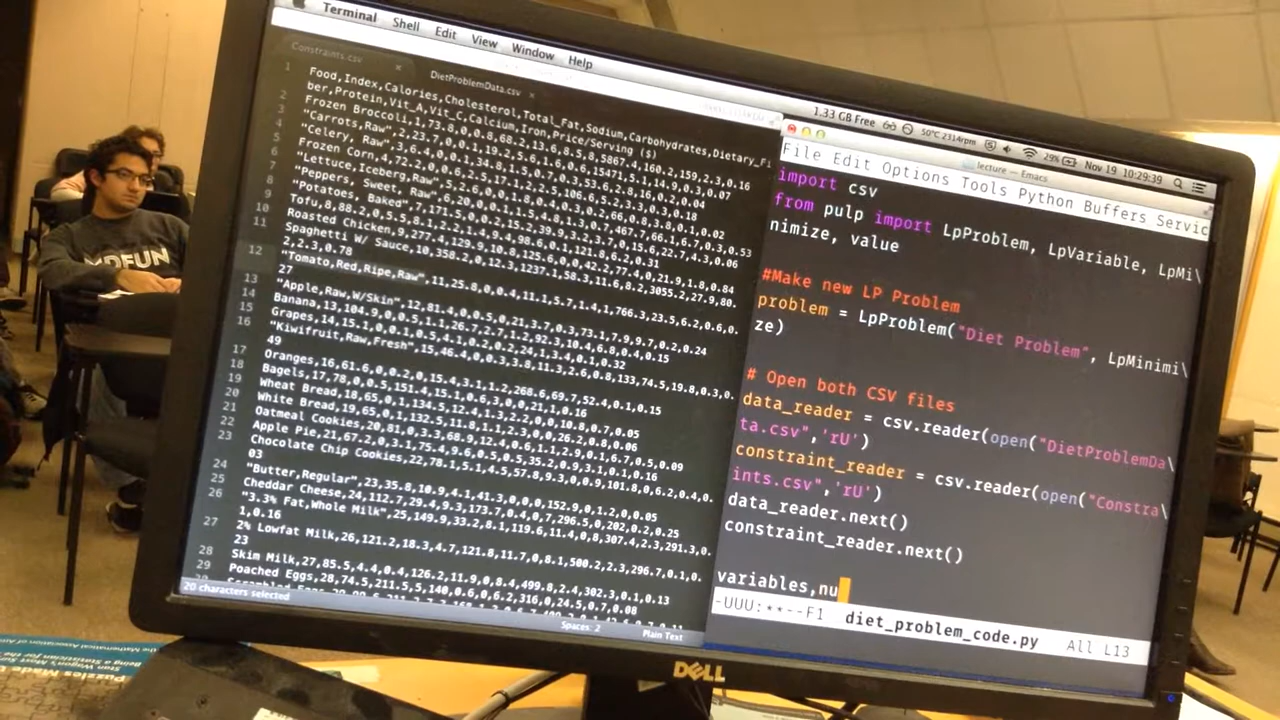 Terminal Shell Edit View Window Help
1.33 GB Free 50°C 2314rpm 29% Nov 19 10:29:39
Constraints.csv
DietProblemData.csv
1 Food,Index,Calories,Cholesterol,Total_Fat,Sodium,Carbohydrates,Dietary_Fi
ber,Protein,Vit_A,Vit_C,Calcium,Iron,Price/Serving ($)
2 Frozen Broccoli,1,73.8,0,0.8,68.2,13.6,8.5,8,5867.4,160.2,159,2.3,0.16
3 "Carrots,Raw",2,23.7,0,0.1,19.2,5.6,1.6,0.6,15471,5.1,14.9,0.3,0.07
4 "Celery, Raw",3,6.4,0,0.1,34.8,1.5,0.7,0.3,53.6,2.8,16,0.2,0.04
5 Frozen Corn,4,72.2,0,0.6,2.5,17.1,2,2.5,106.6,5.2,3.3,0.3,0.18
6 "Lettuce,Iceberg,Raw",5,2.6,0,0,1.8,0.4,0.3,0.2,66,0.8,3.8,0.1,0.02
7 "Peppers, Sweet, Raw",6,20,0,0.1,1.5,4.8,1.3,0.7,467.7,66.1,6.7,0.3,0.53
8 "Potatoes, Baked",7,171.5,0,0.2,15.2,39.9,3.2,3.7,0,15.6,22.7,4.3,0.06
9 Tofu,8,88.2,0,5.5,8.1,2.2,1.4,9.4,98.6,0.1,121.8,6.2,0.31
10 Roasted Chicken,9,277.4,129.9,10.8,125.6,0,0,42.2,77.4,0,21.9,1.8,0.84
11 Spaghetti W/ Sauce,10,358.2,0,12.3,1237.1,58.3,11.6,8.2,3055.2,27.9,80.
2,2.3,0.78
12 "Tomato,Red,Ripe,Raw",11,25.8,0,0.4,11.1,5.7,1.4,1,766.3,23.5,6.2,0.6,0.
27
13 "Apple,Raw,W/Skin",12,81.4,0,0.5,0,21,3.7,0.3,73.1,7.9,9.7,0.2,0.24
14 Banana,13,104.9,0,0.5,1.1,26.7,2.7,1.2,92.3,10.4,6.8,0.4,0.15
15 Grapes,14,15.1,0,0.1,0.5,4.1,0.2,0.2,24,1,3.4,0.1,0.32
16 "Kiwifruit,Raw,Fresh",15,46.4,0,0.3,3.8,11.3,2.6,0.8,133,74.5,19.8,0.3,0.
49
17 Oranges,16,61.6,0,0.2,0,15.4,3.1,1.2,268.6,69.7,52.4,0.1,0.15
18 Bagels,17,78,0,0.5,151.4,15.1,0.6,3,0,0,21,1,0.16
19 Wheat Bread,18,65,0,1,134.5,12.4,1.3,2.2,0,0,10.8,0.7,0.05
20 White Bread,19,65,0,1,132.5,11.8,1.1,2.3,0,0,26.2,0.8,0.06
21 Oatmeal Cookies,20,81,0,3.3,68.9,12.4,0.6,1.1,2.9,0.1,6.7,0.5,0.09
22 Apple Pie,21,67.2,0,3.1,75.4,9.6,0.5,0.5,35.2,0.9,3.1,0.1,0.16
23 Chocolate Chip Cookies,22,78.1,5.1,4.5,57.8,9.3,0,0.9,101.8,0,6.2,0.4,0.
03
24 "Butter,Regular",23,35.8,10.9,4.1,41.3,0,0,0,152.9,0,1.2,0,0.05
25 Cheddar Cheese,24,112.7,29.4,9.3,173.7,0.4,0,7,296.5,0,202,0.2,0.25
26 "3.3% Fat,Whole Milk",25,149.9,33.2,8.1,119.6,11.4,0,8,307.4,2.3,291.3,0.
1,0.16
27 2% Lowfat Milk,26,121.2,18.3,4.7,121.8,11.7,0,8.1,500.2,2.3,296.7,0.1,0.
23
28 Skim Milk,27,85.5,4.4,0.4,126.2,11.9,0,8.4,499.8,2.4,302.3,0.1,0.13
29 Poached Eggs,28,74.5,211.5,5,140,0.6,0,6.2,316,0,24.5,0.7,0.08
20 characters selected
Spaces: 2
Plain Text
lecture — Emacs
File Edit Options Tools Python Buffers Servic
import csv
from pulp import LpProblem, LpVariable, LpMi\
nimize, value
#Make new LP Problem
problem = LpProblem("Diet Problem", LpMinimi\
ze)
# Open both CSV files
data_reader = csv.reader(open("DietProblemDa\
ta.csv",'rU')
constraint_reader = csv.reader(open("Constra\
ints.csv",'rU')
data_reader.next()
constraint_reader.next()
variables,nu
-UUU:**--F1 diet_problem_code.py All L13
DELL
MDFUN